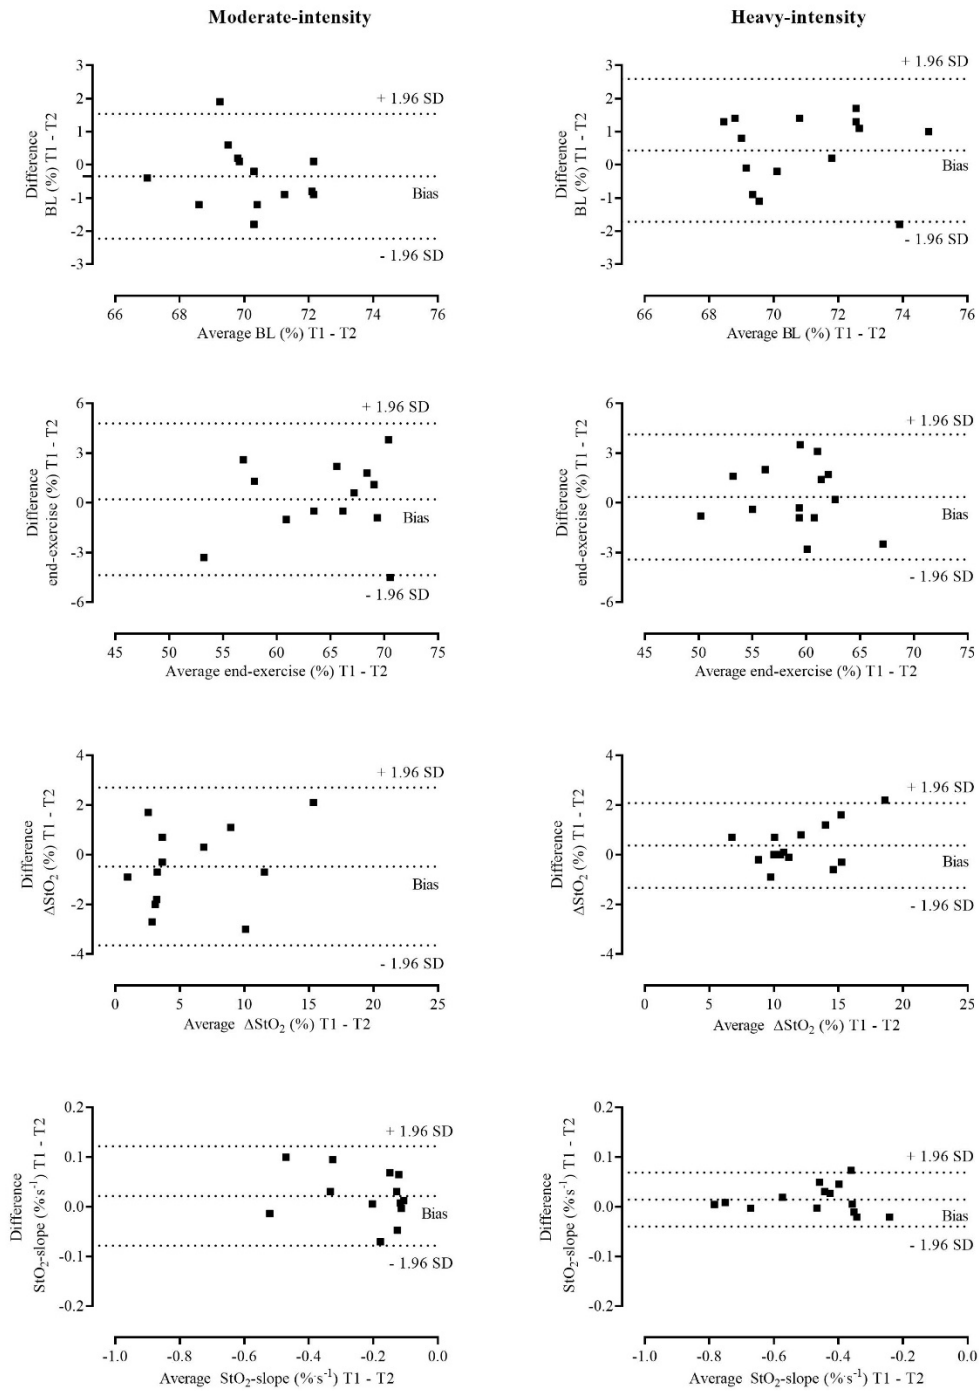 Moderate-intensity
Heavy-intensity
Difference
BL (%) T1 - T2
3
2
1
0
-1
-2
-3
+ 1.96 SD
Bias
- 1.96 SD
66 68 70 72 74 76
Average BL (%) T1 - T2
Difference
BL (%) T1 - T2
3
2
1
0
-1
-2
-3
+ 1.96 SD
Bias
- 1.96 SD
66 68 70 72 74 76
Average BL (%) T1 - T2
Difference
end-exercise (%) T1 - T2
6
3
0
-3
-6
+ 1.96 SD
Bias
- 1.96 SD
45 50 55 60 65 70 75
Average end-exercise (%) T1 - T2
Difference
end-exercise (%) T1 - T2
6
3
0
-3
-6
+ 1.96 SD
Bias
- 1.96 SD
45 50 55 60 65 70 75
Average end-exercise (%) T1 - T2
Difference
ΔStO₂ (%) T1 - T2
4
2
0
-2
-4
+ 1.96 SD
Bias
- 1.96 SD
0 5 10 15 20 25
Average ΔStO₂ (%) T1 - T2
Difference
ΔStO₂ (%) T1 - T2
4
2
0
-2
-4
+ 1.96 SD
Bias
- 1.96 SD
0 5 10 15 20 25
Average ΔStO₂ (%) T1 - T2
Difference
StO₂-slope (%·s⁻¹) T1 - T2
0.2
0.1
0.0
-0.1
-0.2
+ 1.96 SD
Bias
- 1.96 SD
-1.0 -0.8 -0.6 -0.4 -0.2 0.0
Average StO₂-slope (%·s⁻¹) T1 - T2
Difference
StO₂-slope (%·s⁻¹) T1 - T2
0.2
0.1
0.0
-0.1
-0.2
+ 1.96 SD
Bias
- 1.96 SD
-1.0 -0.8 -0.6 -0.4 -0.2 0.0
Average StO₂-slope (%·s⁻¹) T1 - T2